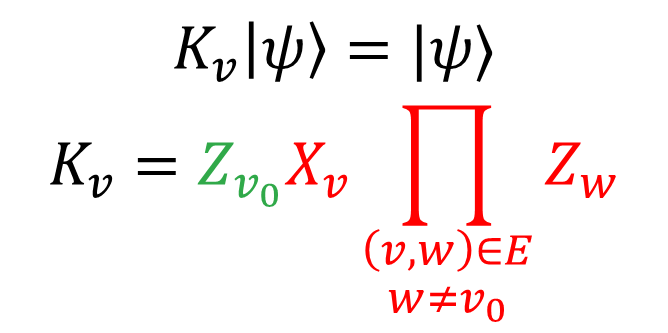 K_v|ψ⟩ = |ψ⟩
K_v = Z_{v_0} X_v ∏_{(v,w)∈E w≠v_0} Z_w